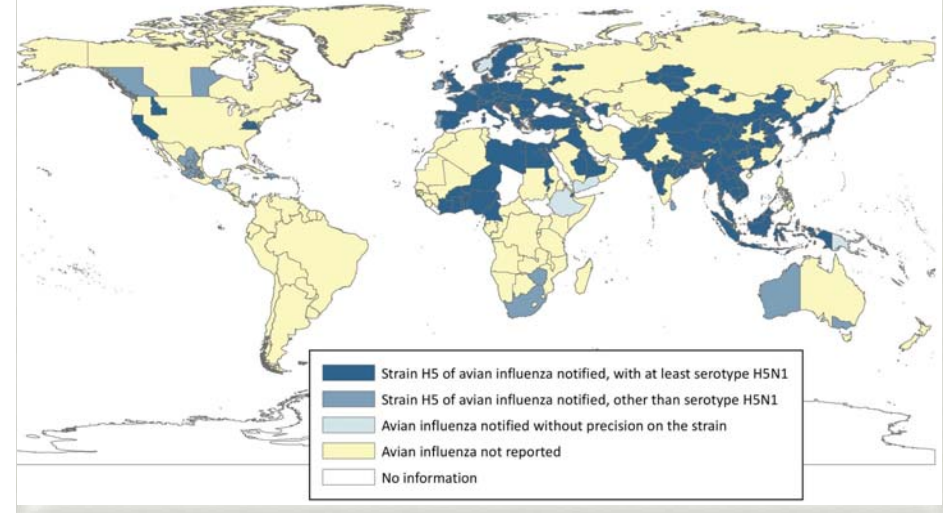 Strain H5 of avian influenza notified, with at least serotype H5N1
Strain H5 of avian influenza notified, other than serotype H5N1
Avian influenza notified without precision on the strain
Avian influenza not reported
No information